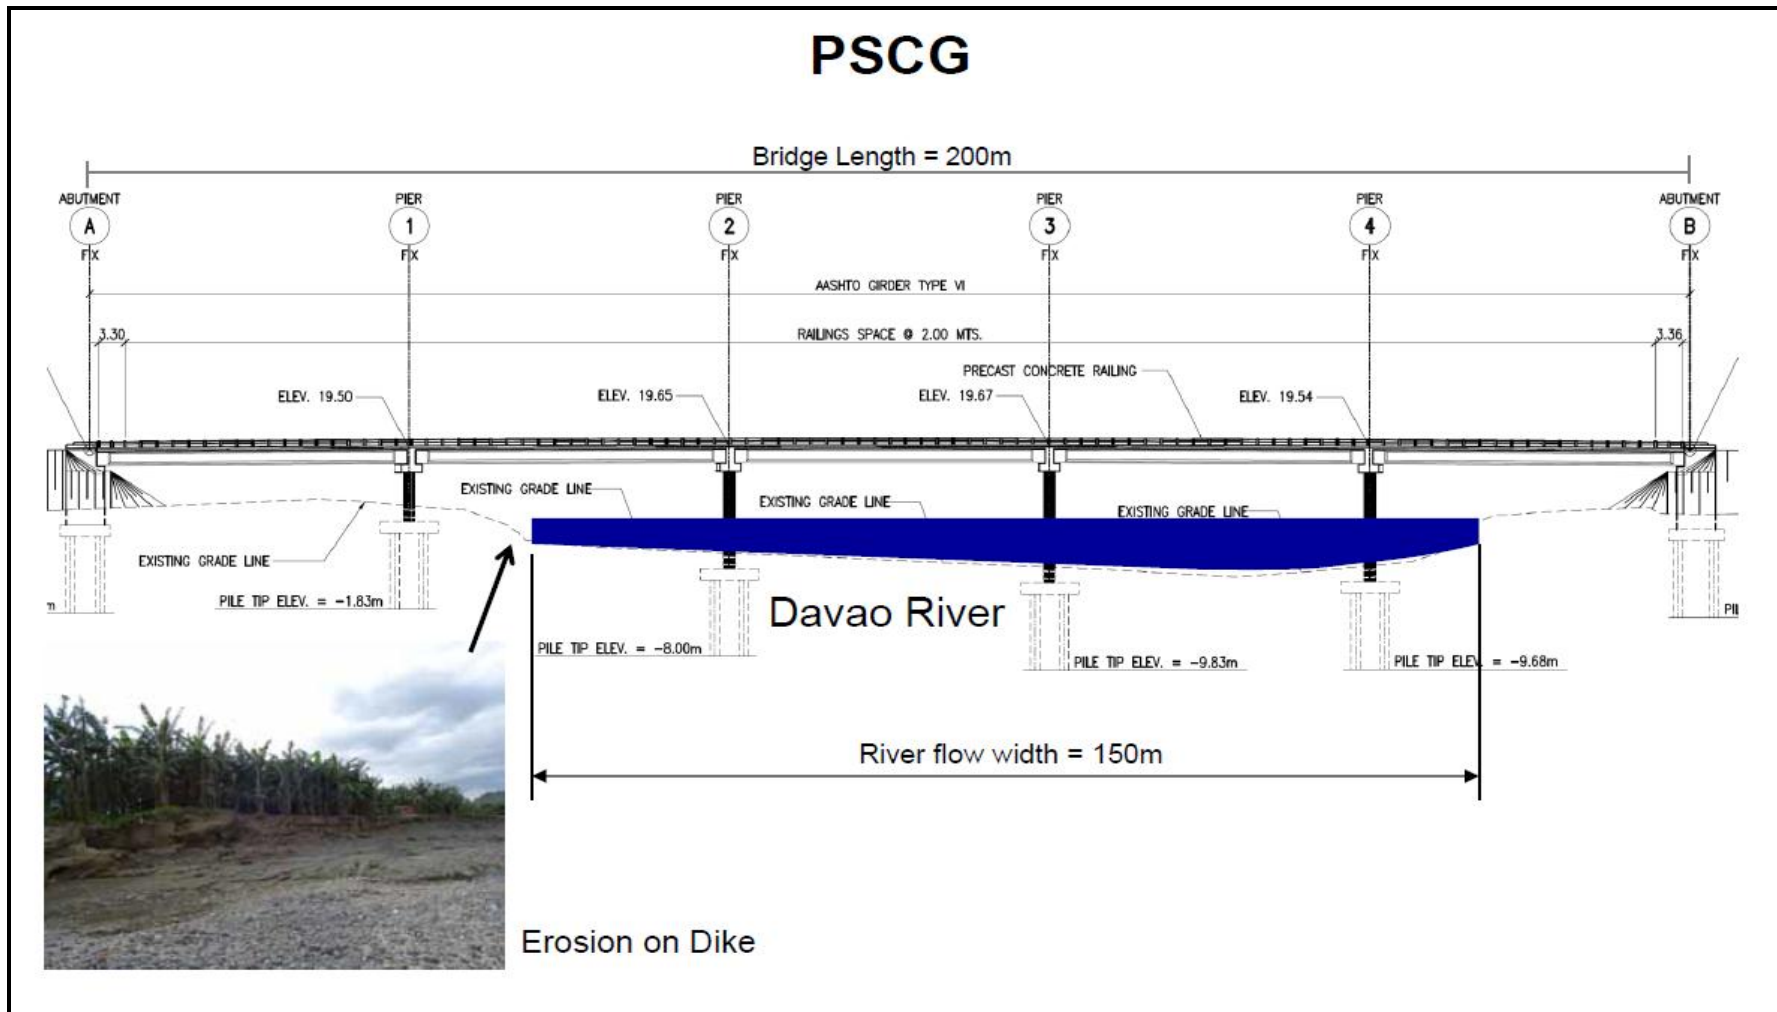 PSCG
Bridge Length = 200m
ABUTMENT
A
FIX
PIER
1
FIX
PIER
2
FIX
PIER
3
FIX
PIER
4
FIX
ABUTMENT
B
FIX
AASHTO GIRDER TYPE VI
3.30
RAILINGS SPACE @ 2.00 MTS.
3.36
PRECAST CONCRETE RAILING
ELEV. 19.50
ELEV. 19.65
ELEV. 19.67
ELEV. 19.54
EXISTING GRADE LINE
EXISTING GRADE LINE
EXISTING GRADE LINE
EXISTING GRADE LINE
m
PILE TIP ELEV. = -1.83m
Davao River
PIL
PILE TIP ELEV. = -8.00m
PILE TIP ELEV. = -9.83m
PILE TIP ELEV. = -9.68m
River flow width = 150m
Erosion on Dike